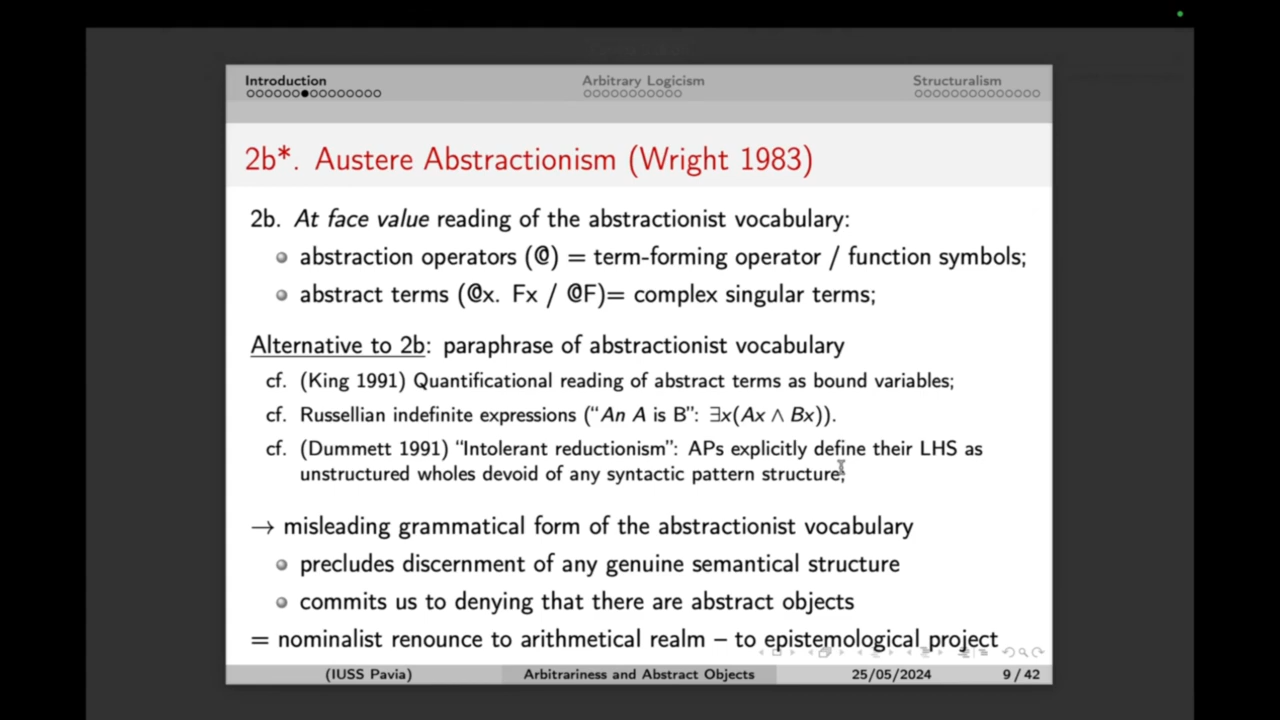 Introduction Arbitrary Logicism Structuralism
2b*. Austere Abstractionism (Wright 1983)
2b. At face value reading of the abstractionist vocabulary:
abstraction operators (@) = term-forming operator / function symbols;
abstract terms (@x. Fx / @F)= complex singular terms;
Alternative to 2b: paraphrase of abstractionist vocabulary
cf. (King 1991) Quantificational reading of abstract terms as bound variables;
cf. Russellian indefinite expressions (“An A is B”: ∃x(Ax ∧ Bx)).
cf. (Dummett 1991) “Intolerant reductionism”: APs explicitly define their LHS as
unstructured wholes devoid of any syntactic pattern structure;
→ misleading grammatical form of the abstractionist vocabulary
precludes discernment of any genuine semantical structure
commits us to denying that there are abstract objects
= nominalist renounce to arithmetical realm – to epistemological project
(IUSS Pavia) Arbitrariness and Abstract Objects 25/05/2024 9 / 42